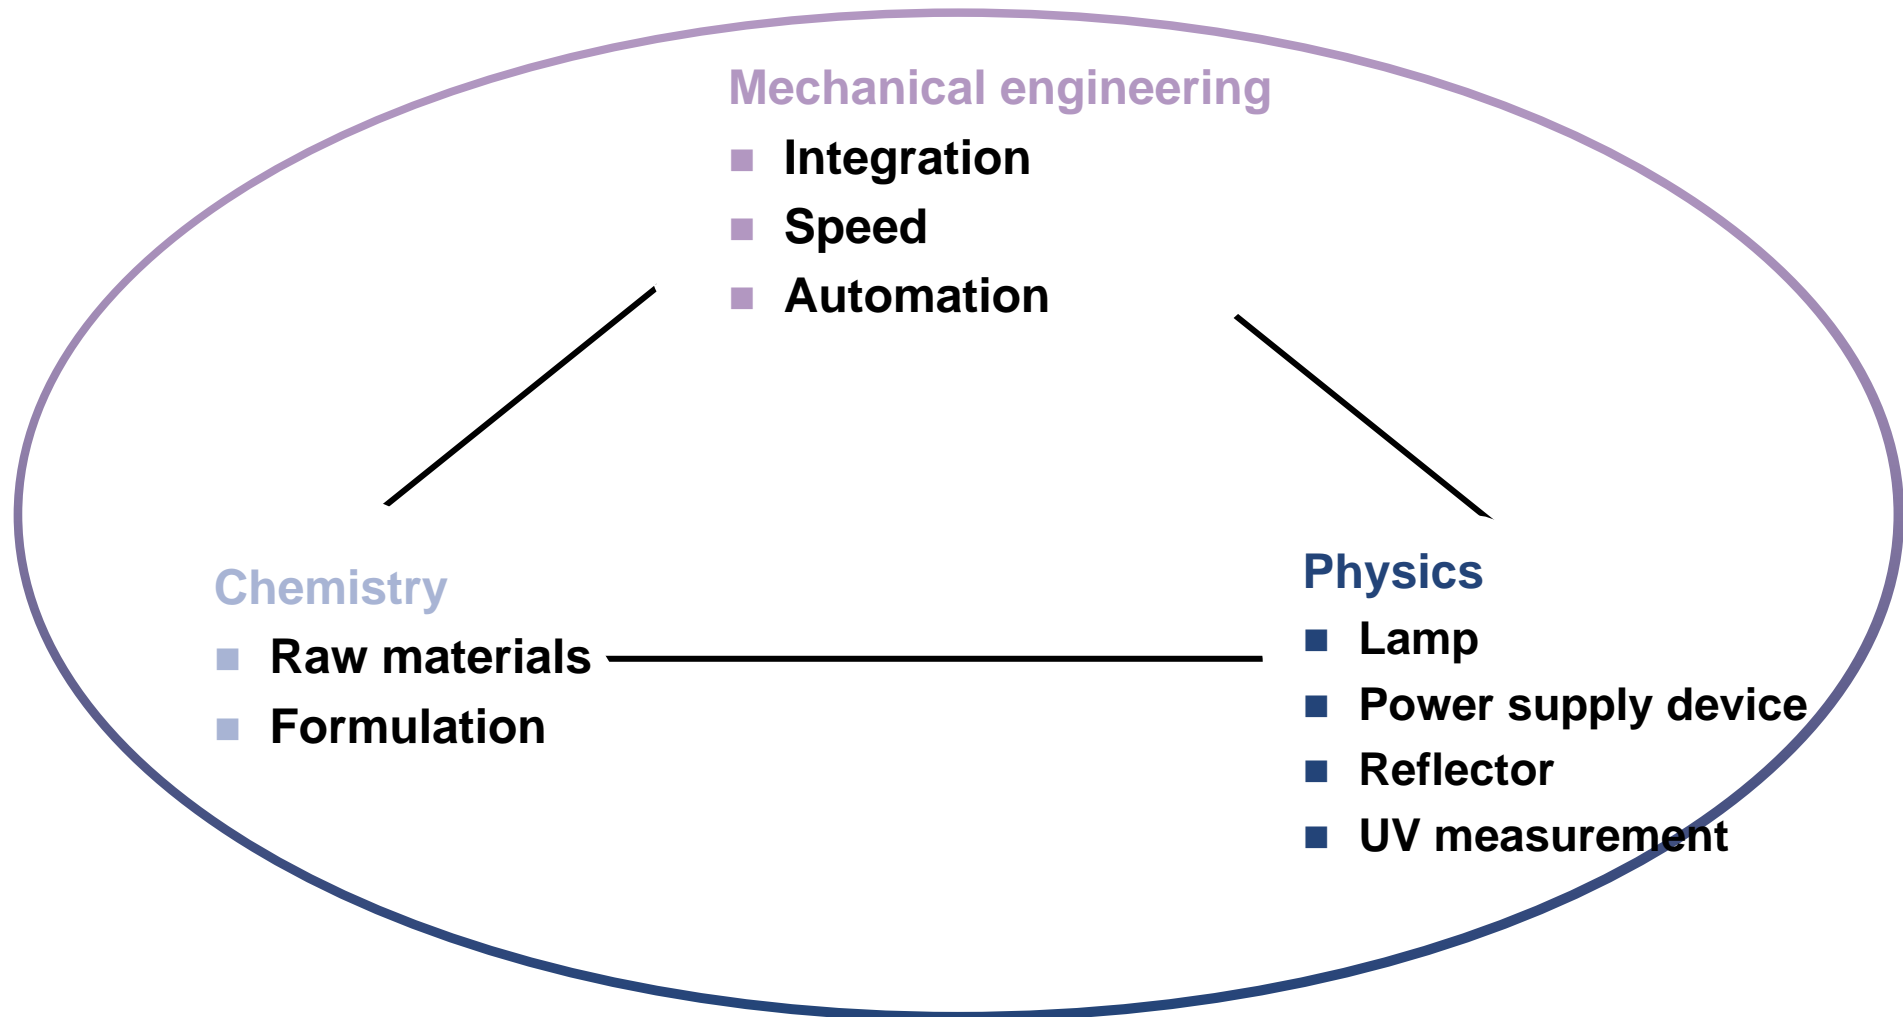 Mechanical engineering
Integration
Speed
Automation
Chemistry
Raw materials
Formulation
Physics
Lamp
Power supply device
Reflector
UV measurement